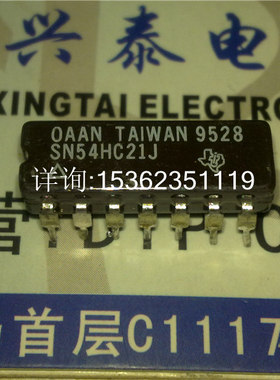 兴泰电
XINGTAI ELECTRO
OAAN TAIWAN 9528
SN54HC21J
详询:15362351119
营 T D I P C
首层C1117